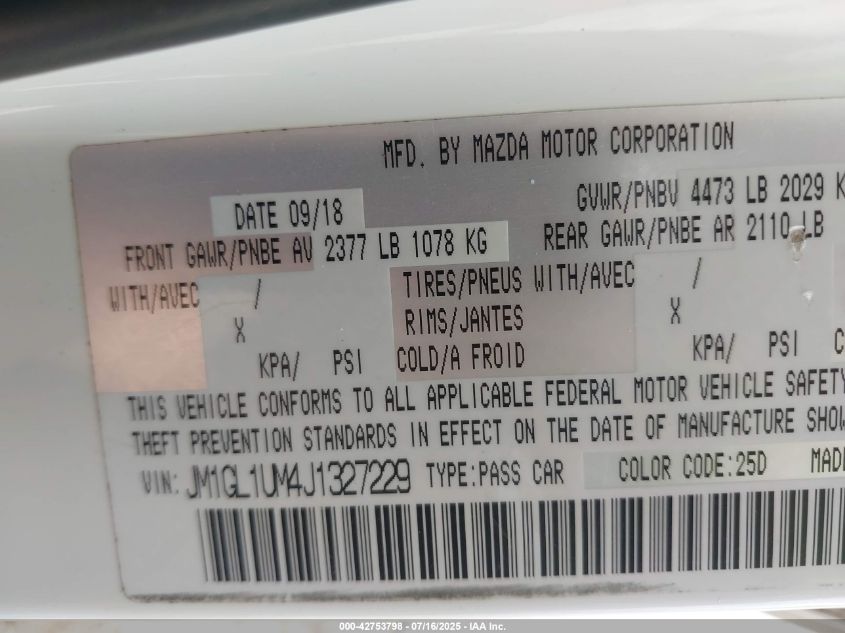 MFD. BY MAZDA MOTOR CORPORATION
DATE 09/18 GVWR/PNBV 4473 LB 2029 K
FRONT GAWR/PNBE AV 2377 LB 1078 KG REAR GAWR/PNBE AR 2110 LB
WITH/AVEC / TIRES/PNEUS WITH/AVEC /
X RIMS/JANTES X
KPA/ PSI COLD/A FROID KPA/ PSI C
THIS VEHICLE CONFORMS TO ALL APPLICABLE FEDERAL MOTOR VEHICLE SAFETY
THEFT PREVENTION STANDARDS IN EFFECT ON THE DATE OF MANUFACTURE SHOW
VIN: JM1GL1UM4J1327229 TYPE:PASS CAR COLOR CODE:25D MADE
000-42753798 - 07/16/2025 - IAA Inc.